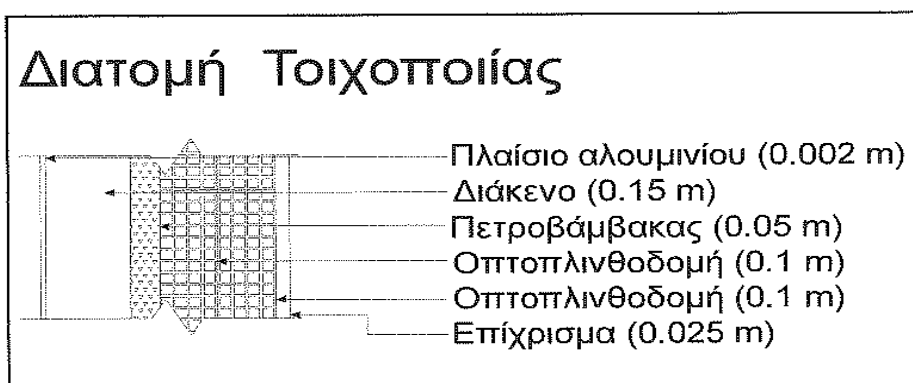 Διατομή Τοιχοποιίας
Πλαίσιο αλουμινίου (0.002 m)
Διάκενο (0.15 m)
Πετροβάμβακας (0.05 m)
Οπτοπλινθοδομή (0.1 m)
Οπτοπλινθοδομή (0.1 m)
Επίχρισμα (0.025 m)